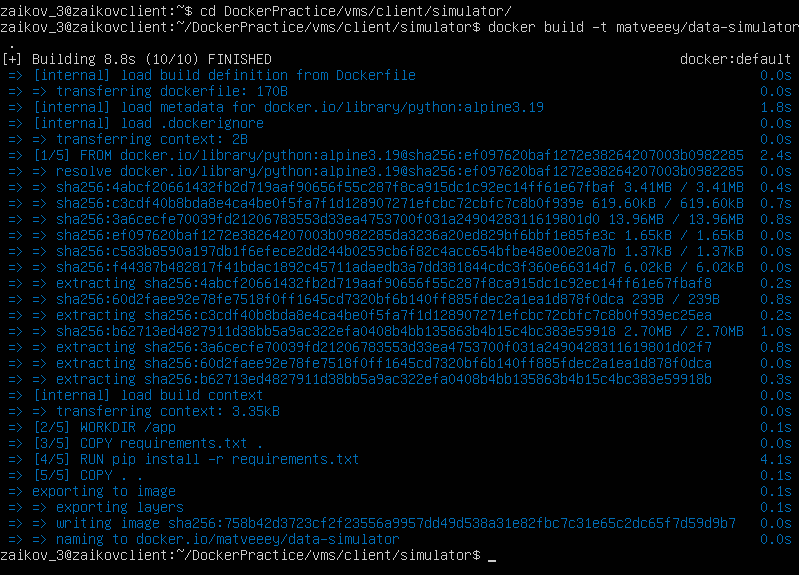 zaikov_3@zaikovclient:~$ cd DockerPractice/vms/client/simulator/
zaikov_3@zaikovclient:~/DockerPractice/vms/client/simulator$ docker build -t matveeey/data-simulator
.
[+] Building 8.8s (10/10) FINISHED docker:default
=> [internal] load build definition from Dockerfile 0.0s
=> => transferring dockerfile: 170B 0.0s
=> [internal] load metadata for docker.io/library/python:alpine3.19 1.8s
=> [internal] load .dockerignore 0.0s
=> => transferring context: 2B 0.0s
=> [1/5] FROM docker.io/library/python:alpine3.19@sha256:ef097620baf1272e38264207003b0982285 2.4s
=> => resolve docker.io/library/python:alpine3.19@sha256:ef097620baf1272e38264207003b0982285 0.0s
=> => sha256:4abcf20661432fb2d719aaf90656f55c287f8ca915dc1c92ec14ff61e67fbaf 3.41MB / 3.41MB 0.4s
=> => sha256:c3cdf40b8bda8e4ca4be0f5fa7f1d128907271efcbc72cbfc7c8b0f939e 619.60kB / 619.60kB 0.7s
=> => sha256:3a6cecfe70039fd21206783553d33ea4753700f031a2490428311619801d0 13.96MB / 13.96MB 0.8s
=> => sha256:ef097620baf1272e38264207003b0982285da3236a20ed829bf6bbf1e85fe3c 1.65kB / 1.65kB 0.0s
=> => sha256:c583b8590a197db1f6efece2dd244b0259cb6f82c4acc654bfbe48e00e20a7b 1.37kB / 1.37kB 0.0s
=> => sha256:f44387b482817f41bdac1892c45711adaedb3a7dd381844cdc3f360e66314d7 6.02kB / 6.02kB 0.0s
=> => extracting sha256:4abcf20661432fb2d719aaf90656f55c287f8ca915dc1c92ec14ff61e67fbaf8 0.2s
=> => sha256:60d2faee92e78fe7518f0ff1645cd7320bf6b140ff885fdec2a1ea1d878f0dca 239B / 239B 0.8s
=> => extracting sha256:c3cdf40b8bda8e4ca4be0f5fa7f1d128907271efcbc72cbfc7c8b0f939ec25ea 0.2s
=> => sha256:b62713ed4827911d38bb5a9ac322efa0408b4bb135863b4b15c4bc383e59918 2.70MB / 2.70MB 1.0s
=> => extracting sha256:3a6cecfe70039fd21206783553d33ea4753700f031a2490428311619801d02f7 0.8s
=> => extracting sha256:60d2faee92e78fe7518f0ff1645cd7320bf6b140ff885fdec2a1ea1d878f0dca 0.0s
=> => extracting sha256:b62713ed4827911d38bb5a9ac322efa0408b4bb135863b4b15c4bc383e59918b 0.3s
=> [internal] load build context 0.0s
=> => transferring context: 3.35kB 0.0s
=> [2/5] WORKDIR /app 0.1s
=> [3/5] COPY requirements.txt . 0.0s
=> [4/5] RUN pip install -r requirements.txt 4.1s
=> [5/5] COPY . . 0.1s
=> exporting to image 0.1s
=> => exporting layers 0.1s
=> => writing image sha256:758b42d3723cf2f23556a9957dd49d538a31e82fbc7c31e65c2dc65f7d59d9b7 0.0s
=> => naming to docker.io/matveeey/data-simulator 0.0s
zaikov_3@zaikovclient:~/DockerPractice/vms/client/simulator$ _